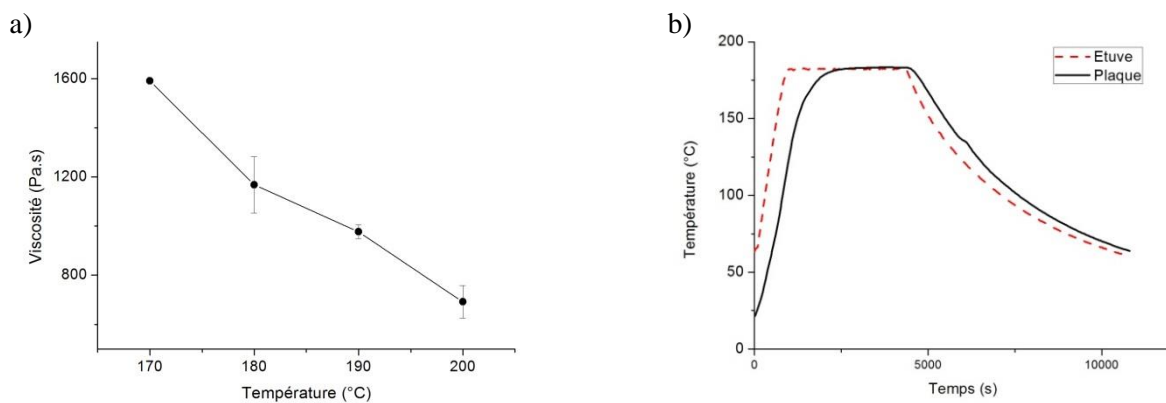 a)
1600
1200
800
Viscosité (Pa.s)
170 180 190 200
Température (°C)
b)
200
150
100
50
0
Température (°C)
Etuve
Plaque
0 5000 10000
Temps (s)